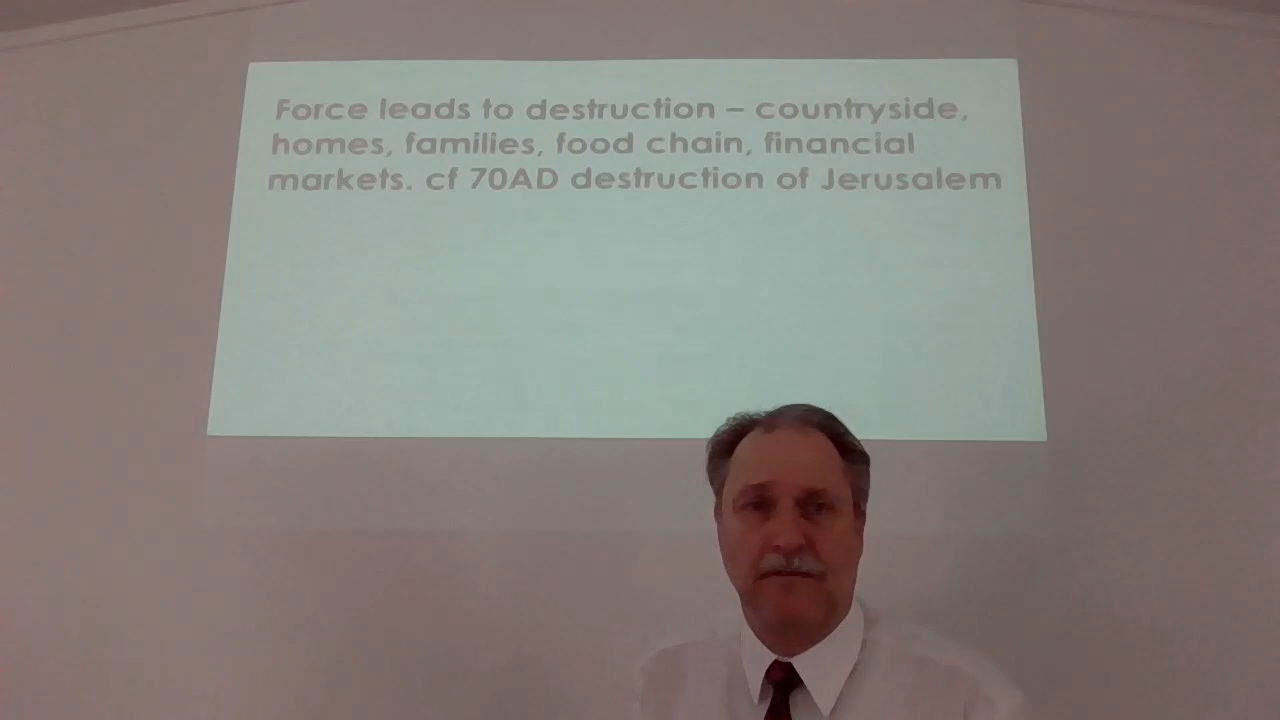 Force leads to destruction – countryside,
homes, families, food chain, financial
markets. cf 70AD destruction of Jerusalem